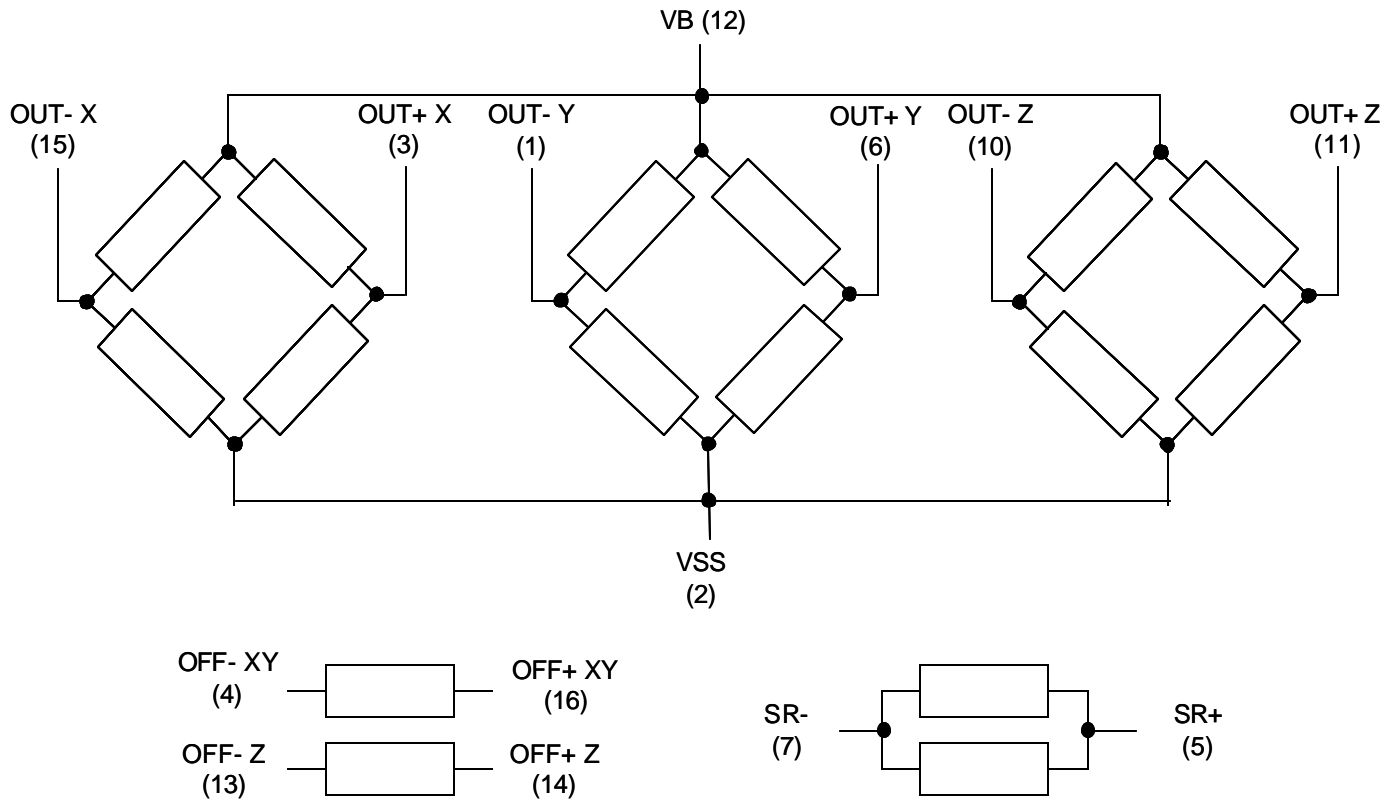 VB (12)
OUT- X
(15)
OUT+ X
(3)
OUT- Y
(1)
OUT+ Y
(6)
OUT- Z
(10)
OUT+ Z
(11)
VSS
(2)
OFF- XY
(4)
OFF+ XY
(16)
OFF- Z
(13)
OFF+ Z
(14)
SR-
(7)
SR+
(5)